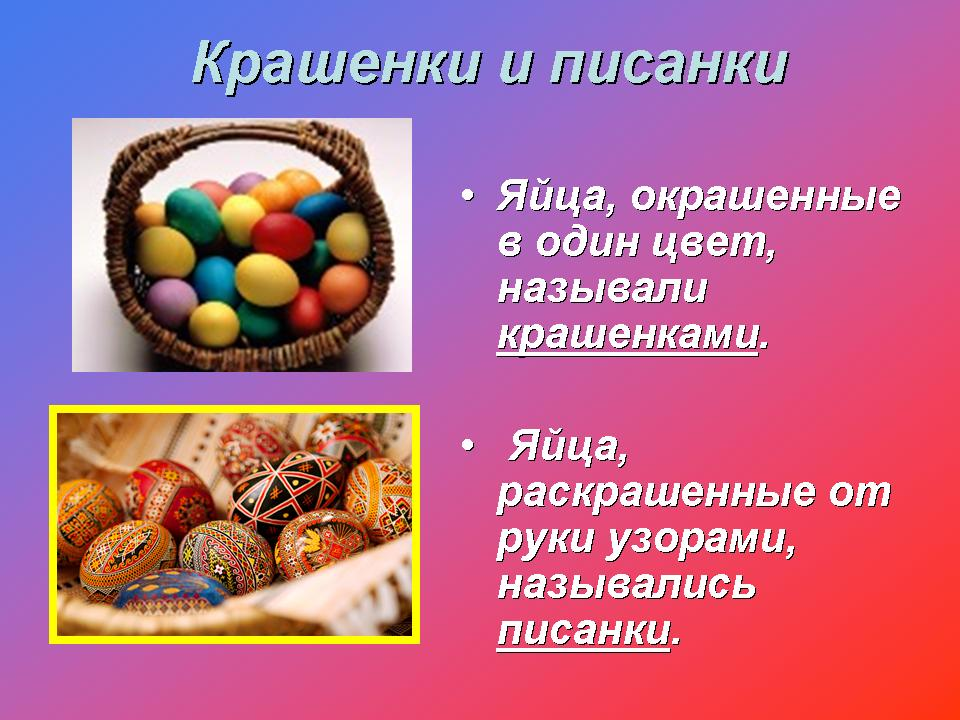 Крашенки и писанки
• Яйца, окрашенные
в один цвет,
называли
крашенками.
• Яйца,
раскрашенные от
руки узорами,
назывались
писанки.